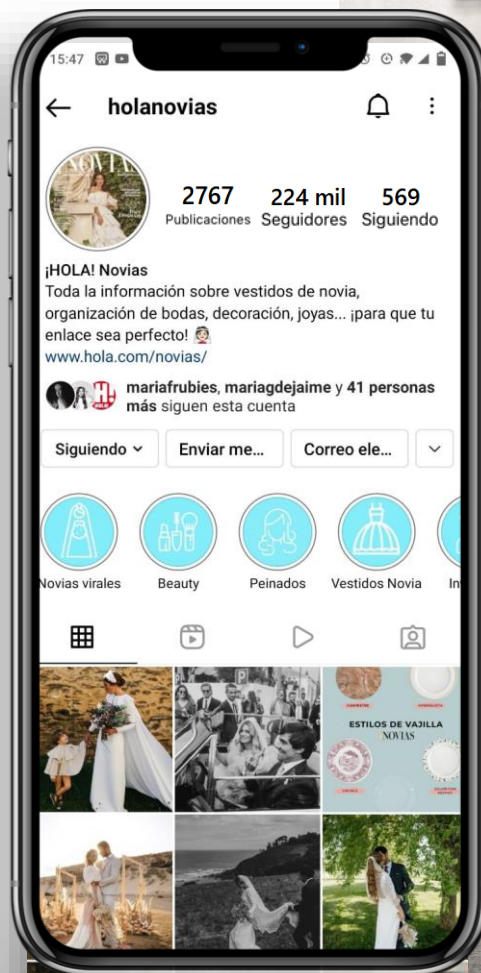 15:47
holanovias
NOVIAS
2767 224 mil 569
Publicaciones Seguidores Siguiendo
¡HOLA! Novias
Toda la información sobre vestidos de novia,
organización de bodas, decoración, joyas... ¡para que tu
enlace sea perfecto!
www.hola.com/novias/
mariafrubies, mariagdejaime y 41 personas
más siguen esta cuenta
Siguiendo Enviar me... Correo ele...
Novias virales Beauty Peinados Vestidos Novia In
ESTILOS DE VAJILLA
NOVIAS